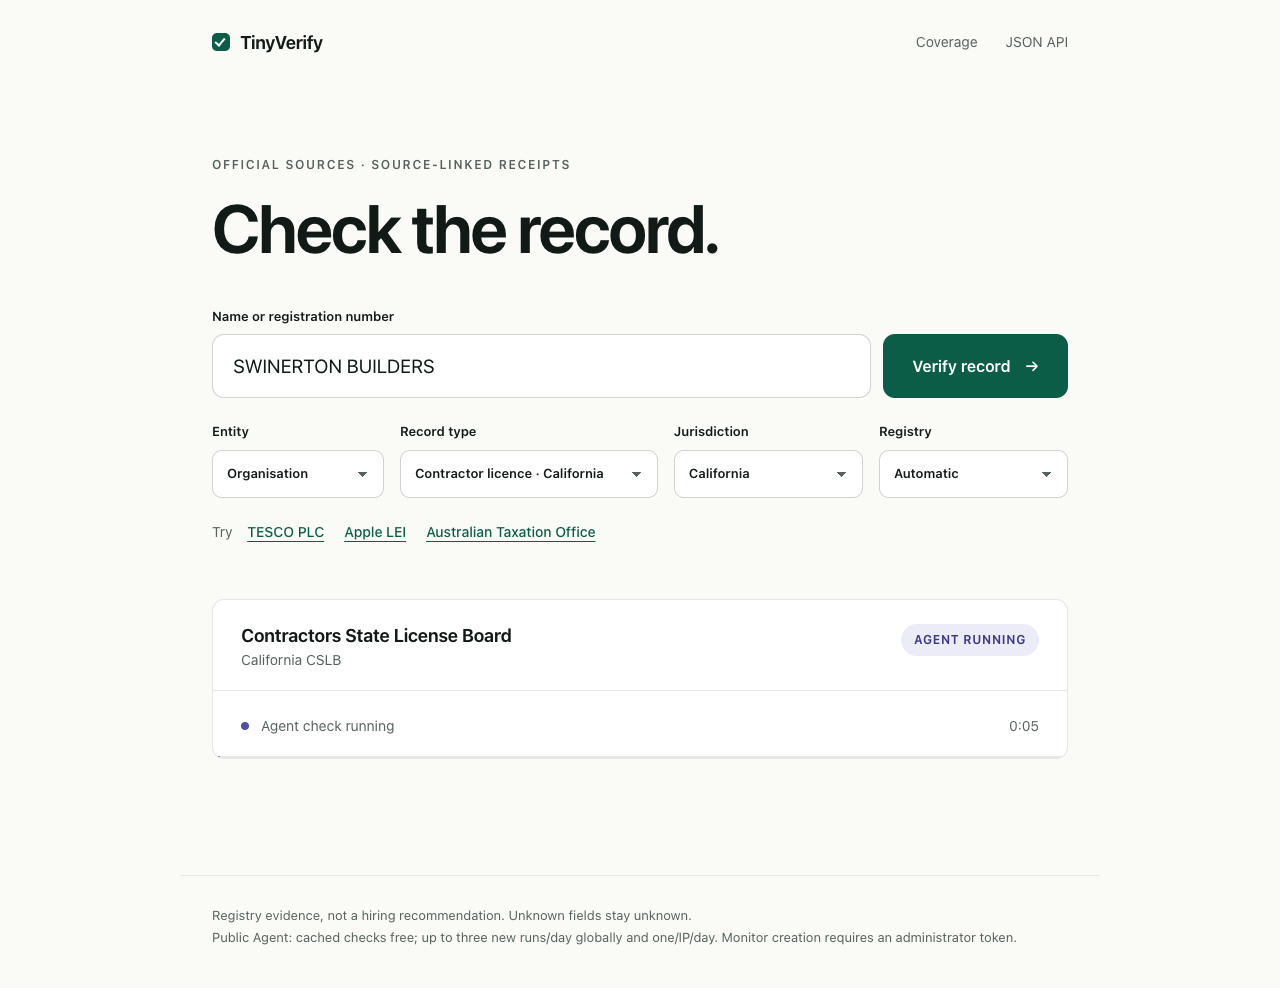 TinyVerify
Coverage JSON API
OFFICIAL SOURCES · SOURCE-LINKED RECEIPTS
Check the record.
Name or registration number
SWINERTON BUILDERS
Verify record →
Entity Record type Jurisdiction Registry
Organisation Contractor licence · California California Automatic
Try TESCO PLC Apple LEI Australian Taxation Office
Contractors State License Board
AGENT RUNNING
California CSLB
Agent check running 0:05
Registry evidence, not a hiring recommendation. Unknown fields stay unknown.
Public Agent: cached checks free; up to three new runs/day globally and one/IP/day. Monitor creation requires an administrator token.